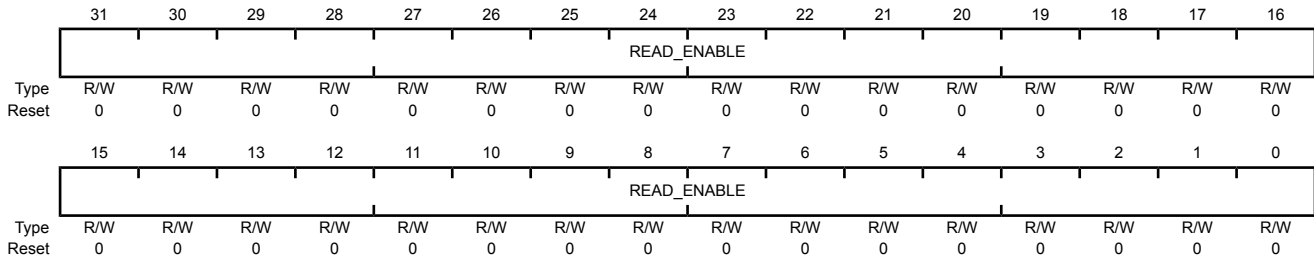 31 30 29 28 27 26 25 24 23 22 21 20 19 18 17 16
READ_ENABLE
Type R/W R/W R/W R/W R/W R/W R/W R/W R/W R/W R/W R/W R/W R/W R/W R/W
Reset 0 0 0 0 0 0 0 0 0 0 0 0 0 0 0 0
15 14 13 12 11 10 9 8 7 6 5 4 3 2 1 0
READ_ENABLE
Type R/W R/W R/W R/W R/W R/W R/W R/W R/W R/W R/W R/W R/W R/W R/W R/W
Reset 0 0 0 0 0 0 0 0 0 0 0 0 0 0 0 0